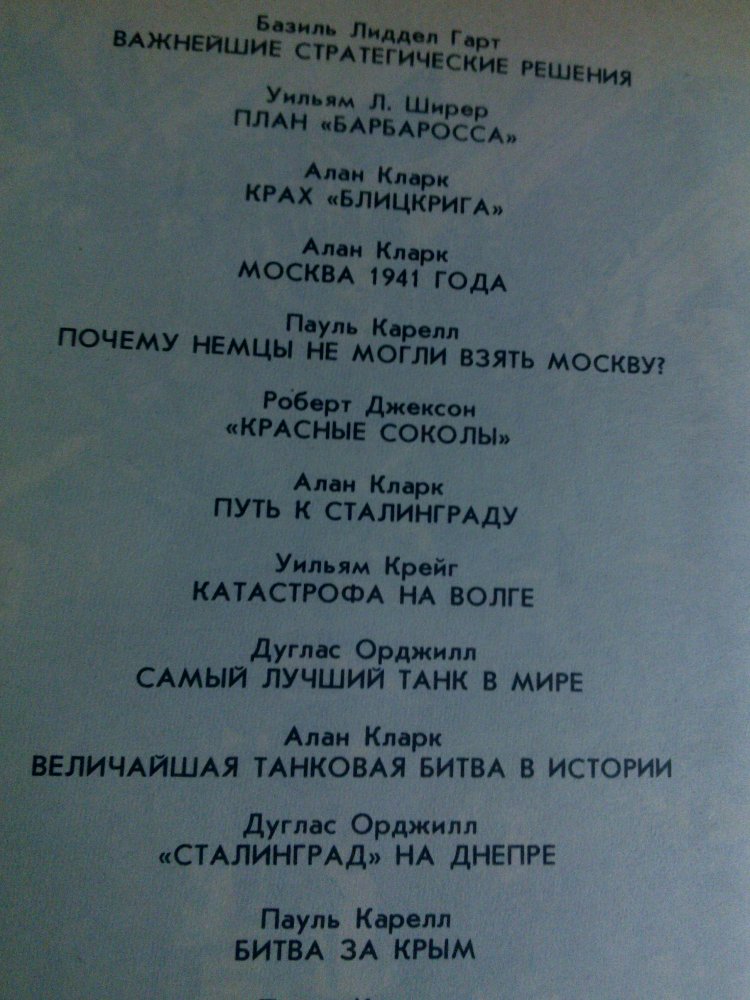 Базиль Лиддел Гарт
ВАЖНЕЙШИЕ СТРАТЕГИЧЕСКИЕ РЕШЕНИЯ
Уильям Л. Ширер
ПЛАН «БАРБАРОССА»
Алан Кларк
КРАХ «БЛИЦКРИГА»
Алан Кларк
МОСКВА 1941 ГОДА
Пауль Карелл
ПОЧЕМУ НЕМЦЫ НЕ МОГЛИ ВЗЯТЬ МОСКВУ?
Роберт Джексон
«КРАСНЫЕ СОКОЛЫ»
Алан Кларк
ПУТЬ К СТАЛИНГРАДУ
Уильям Крейг
КАТАСТРОФА НА ВОЛГЕ
Дуглас Орджилл
САМЫЙ ЛУЧШИЙ ТАНК В МИРЕ
Алан Кларк
ВЕЛИЧАЙШАЯ ТАНКОВАЯ БИТВА В ИСТОРИИ
Дуглас Орджилл
«СТАЛИНГРАД» НА ДНЕПРЕ
Пауль Карелл
БИТВА ЗА КРЫМ